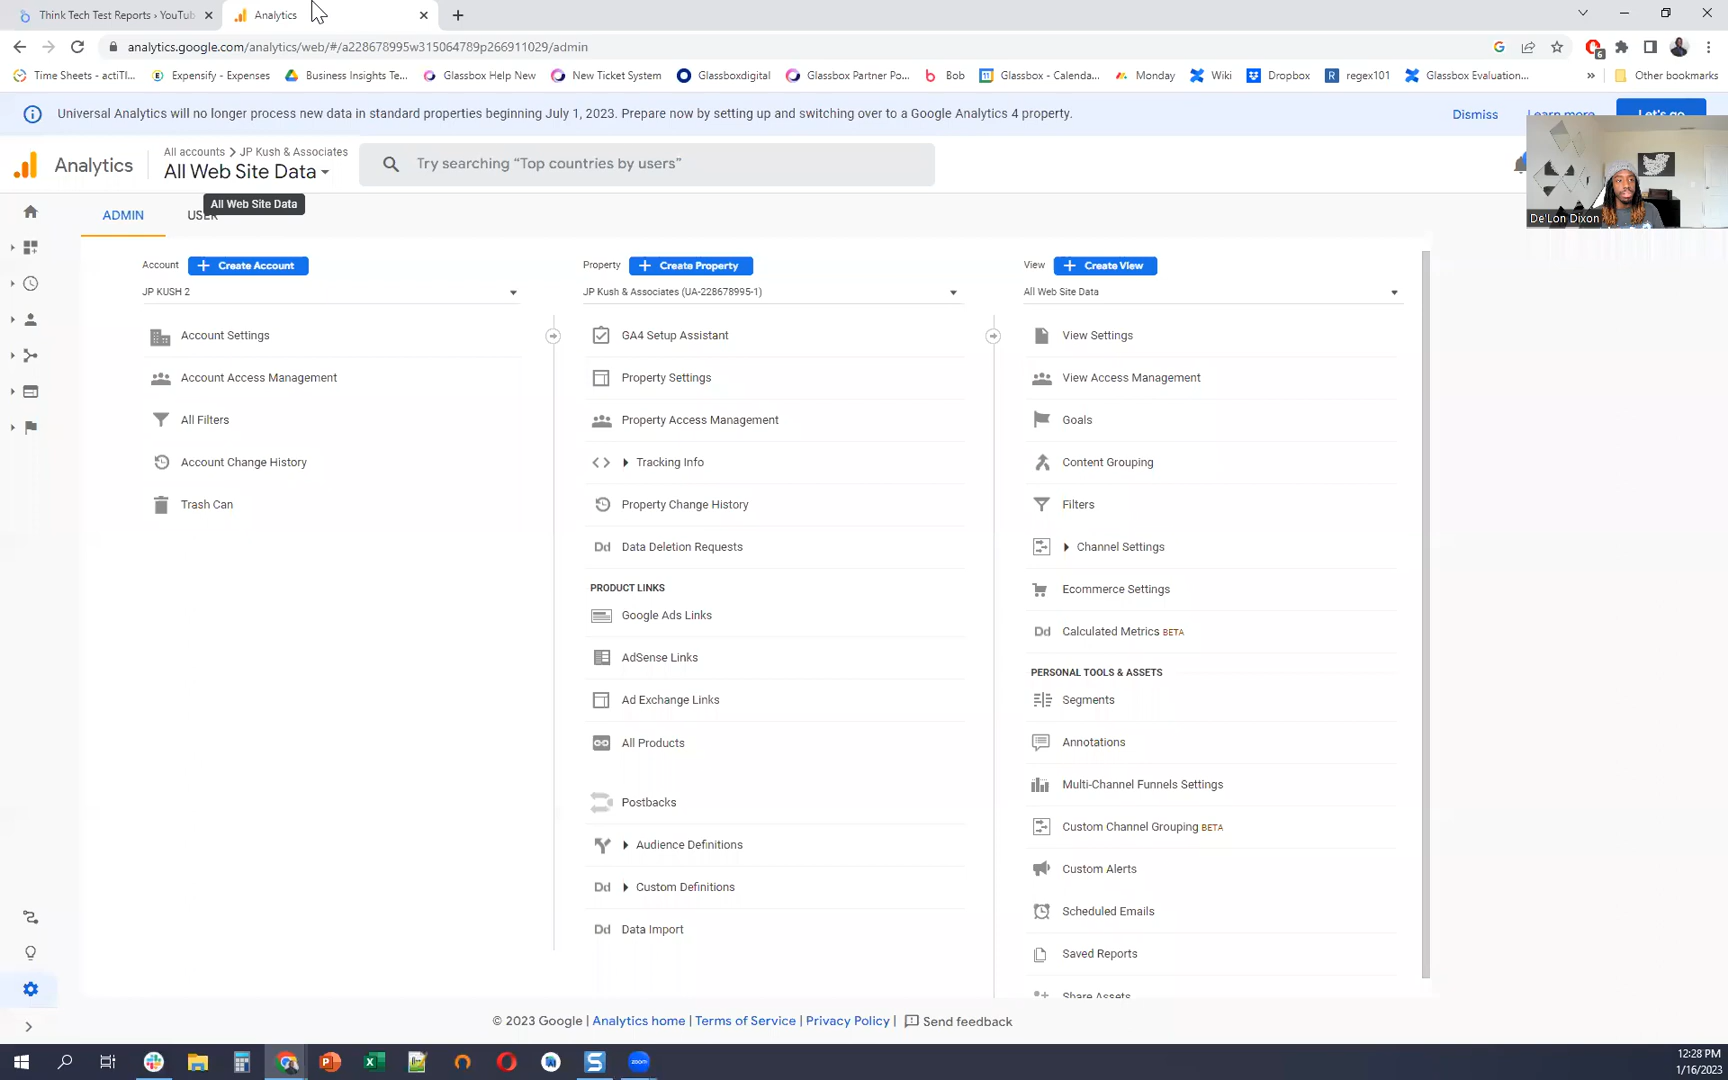 Think Tech Test Reports › YouTub
Analytics
analytics.google.com/analytics/web/#/a228678995w315064789p266911029/admin
Time Sheets - actiTI...
Expensify - Expenses
Business Insights Te...
Glassbox Help New
New Ticket System
Glassboxdigital
Glassbox Partner Po...
Bob
Glassbox - Calenda...
Monday
Wiki
Dropbox
regex101
Glassbox Evaluation...
»
Other bookmarks
Universal Analytics will no longer process new data in standard properties beginning July 1, 2023. Prepare now by setting up and switching over to a Google Analytics 4 property.
Dismiss
Learn more
Let's go
Analytics
All accounts > JP Kush & Associates
All Web Site Data
Try searching “Top countries by users”
All Web Site Data
De'Lon Dixon
ADMIN
USER
Account
+ Create Account
JP KUSH 2
Account Settings
Account Access Management
All Filters
Account Change History
Trash Can
Property
+ Create Property
JP Kush & Associates (UA-228678995-1)
GA4 Setup Assistant
Property Settings
Property Access Management
Tracking Info
Property Change History
Dd Data Deletion Requests
PRODUCT LINKS
Google Ads Links
AdSense Links
Ad Exchange Links
All Products
Postbacks
Audience Definitions
Dd Custom Definitions
Dd Data Import
View
+ Create View
All Web Site Data
View Settings
View Access Management
Goals
Content Grouping
Filters
Channel Settings
Ecommerce Settings
Dd Calculated Metrics BETA
PERSONAL TOOLS & ASSETS
Segments
Annotations
Multi-Channel Funnels Settings
Custom Channel Grouping BETA
Custom Alerts
Scheduled Emails
Saved Reports
Share Assets
© 2023 Google | Analytics home | Terms of Service | Privacy Policy | Send feedback
12:28 PM
1/16/2023